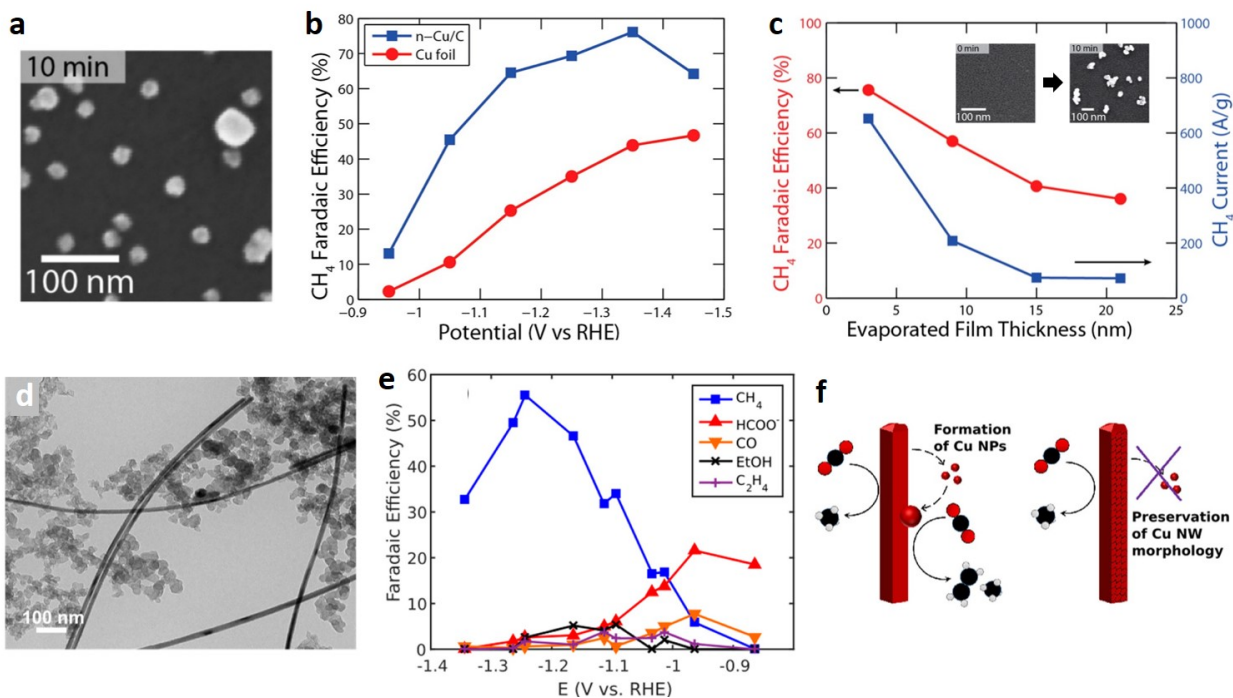 a
10 min
100 nm
b
CH4 Faradaic Efficiency (%)
80
70
60
50
40
30
20
10
0
n–Cu/C
Cu foil
−0.9 −1 −1.1 −1.2 −1.3 −1.4 −1.5
Potential (V vs RHE)
c
CH4 Faradaic Efficiency (%)
100
80
60
40
20
0
0 min
100 nm
10 min
100 nm
1000
800
600
400
200
0
CH4 Current (A/g)
0 5 10 15 20 25
Evaporated Film Thickness (nm)
d
100 nm
e
Faradaic Efficiency (%)
60
50
40
30
20
10
0
CH4
HCOO-
CO
EtOH
C2H4
-1.4 -1.3 -1.2 -1.1 -1 -0.9
E (V vs. RHE)
f
Formation
of Cu NPs
Preservation
of Cu NW
morphology